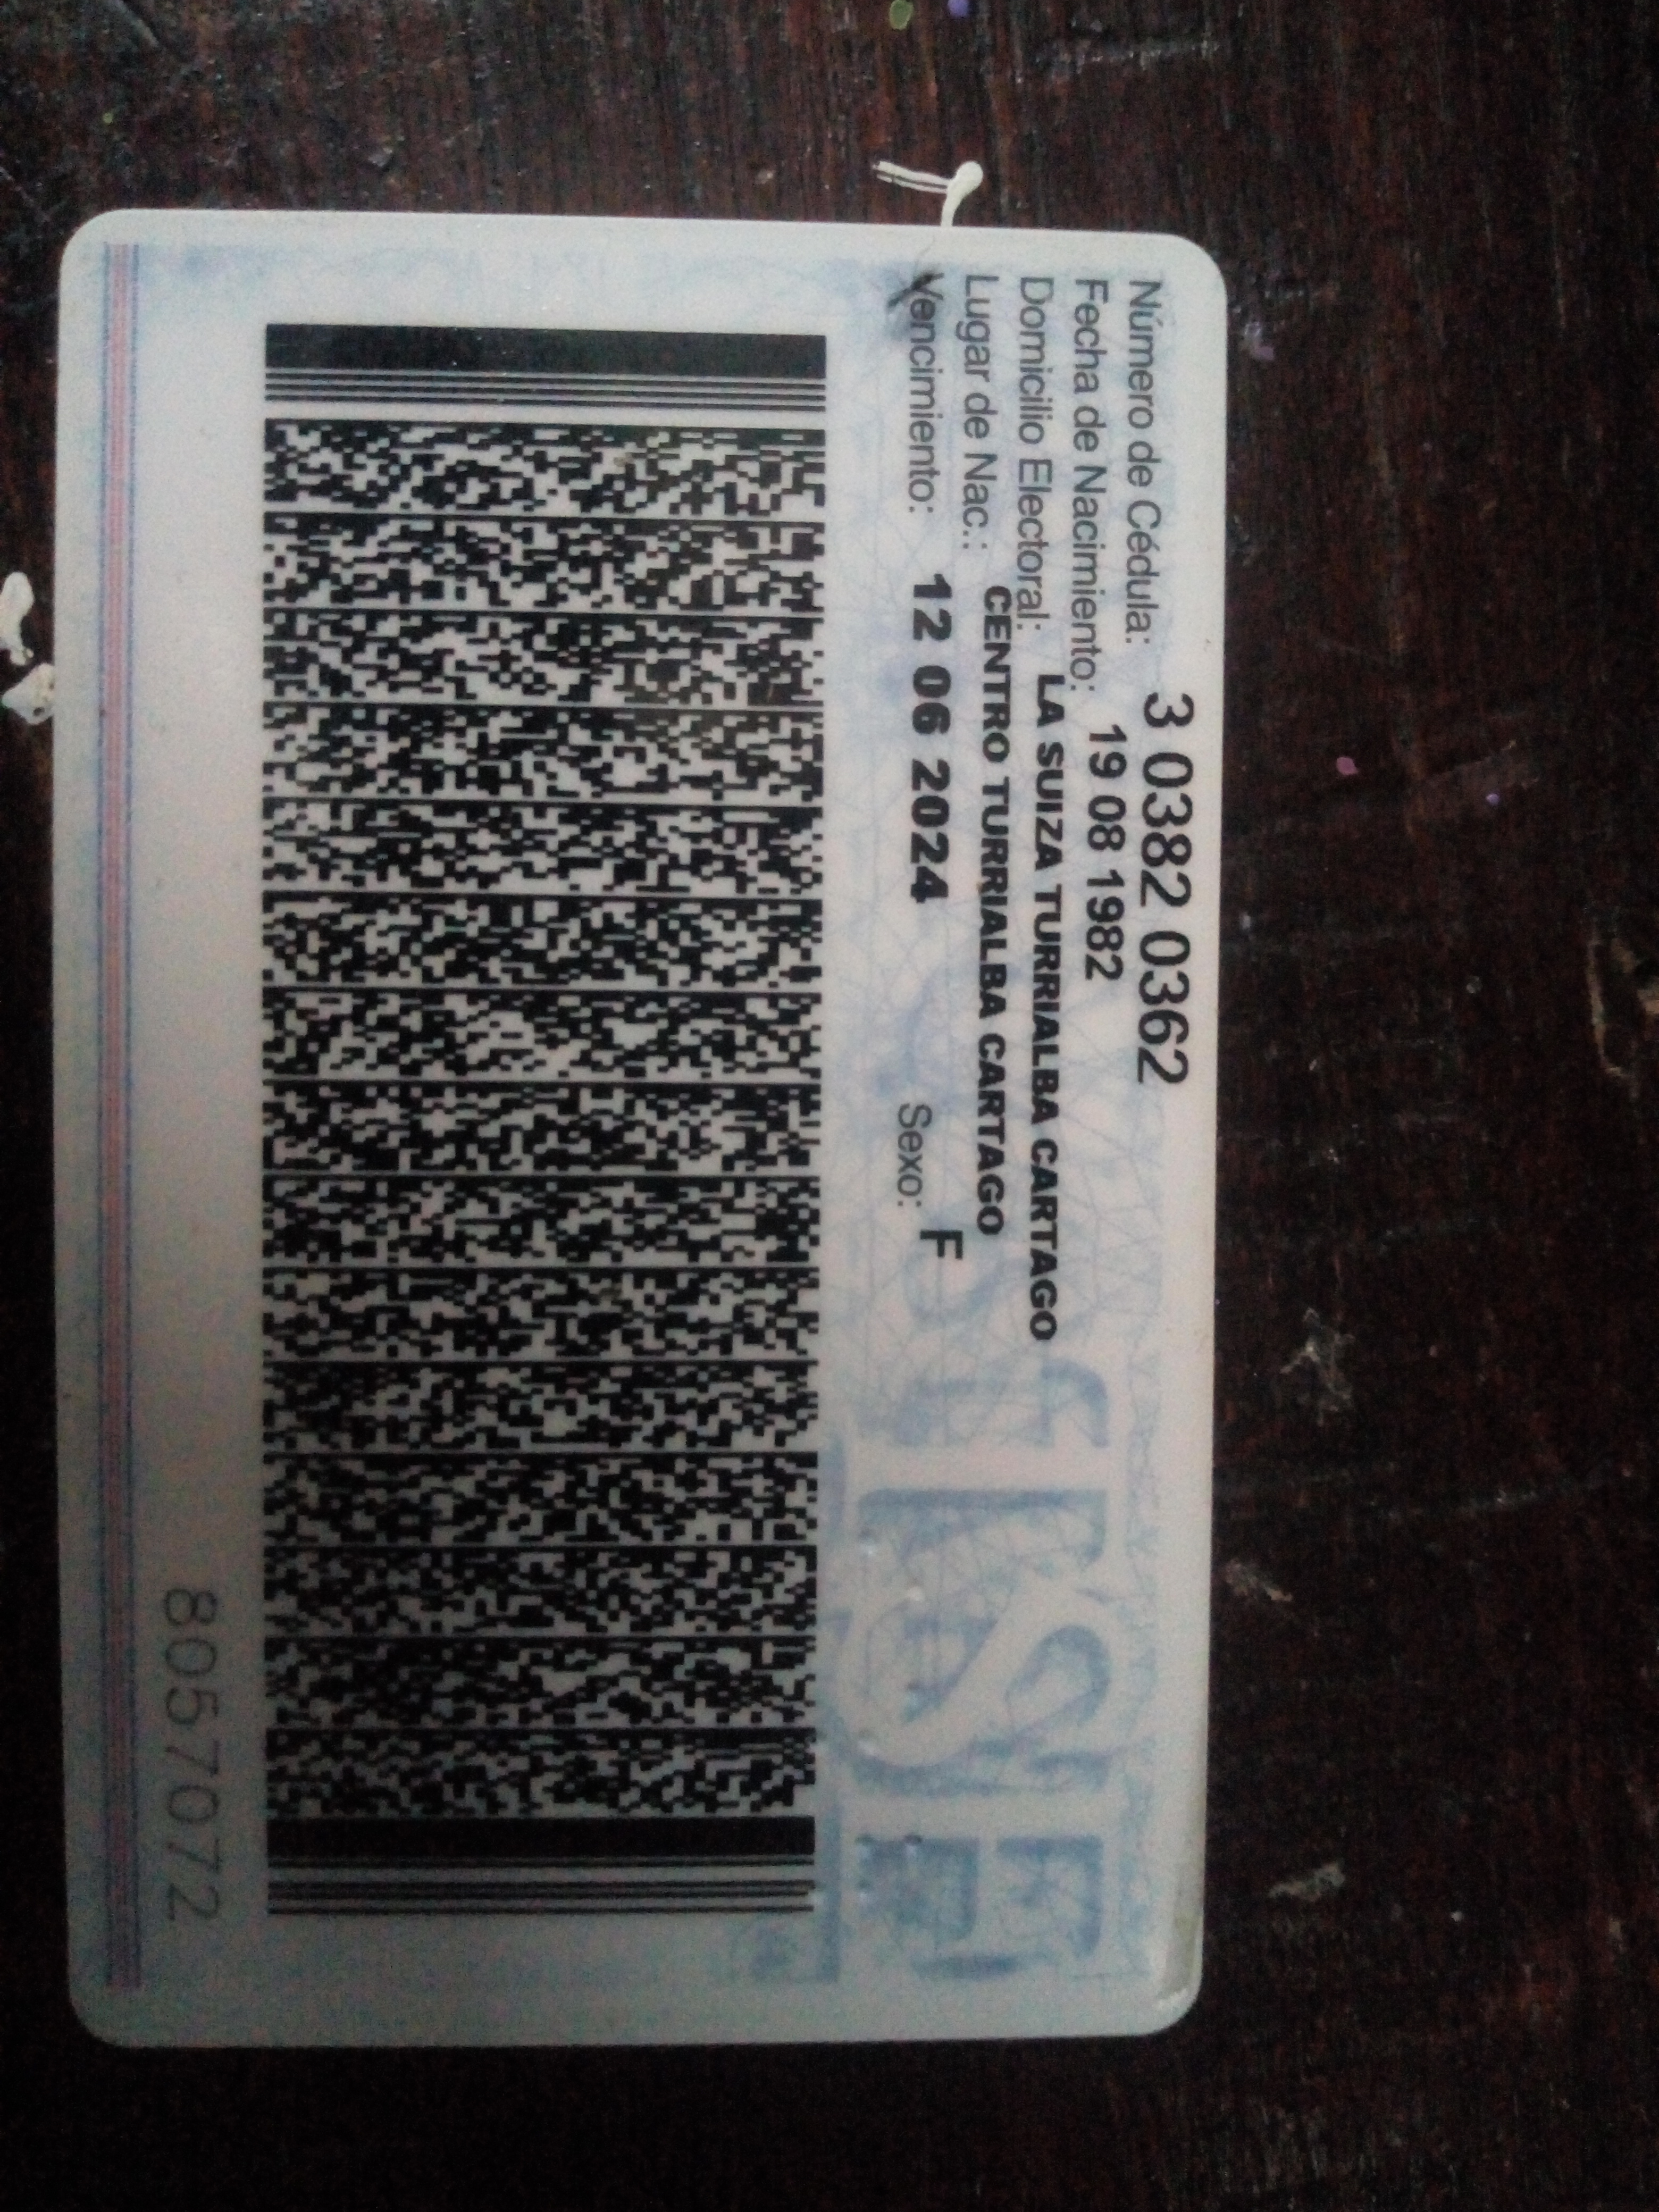 Número de Cédula: 3 0382 0362
Fecha de Nacimiento: 19 08 1982
Domicilio Electoral: LA SUIZA TURRIALBA CARTAGO
Lugar de Nac.: CENTRO TURRIALBA CARTAGO
Vencimiento: 12 06 2024 Sexo: F
TSE
8057072